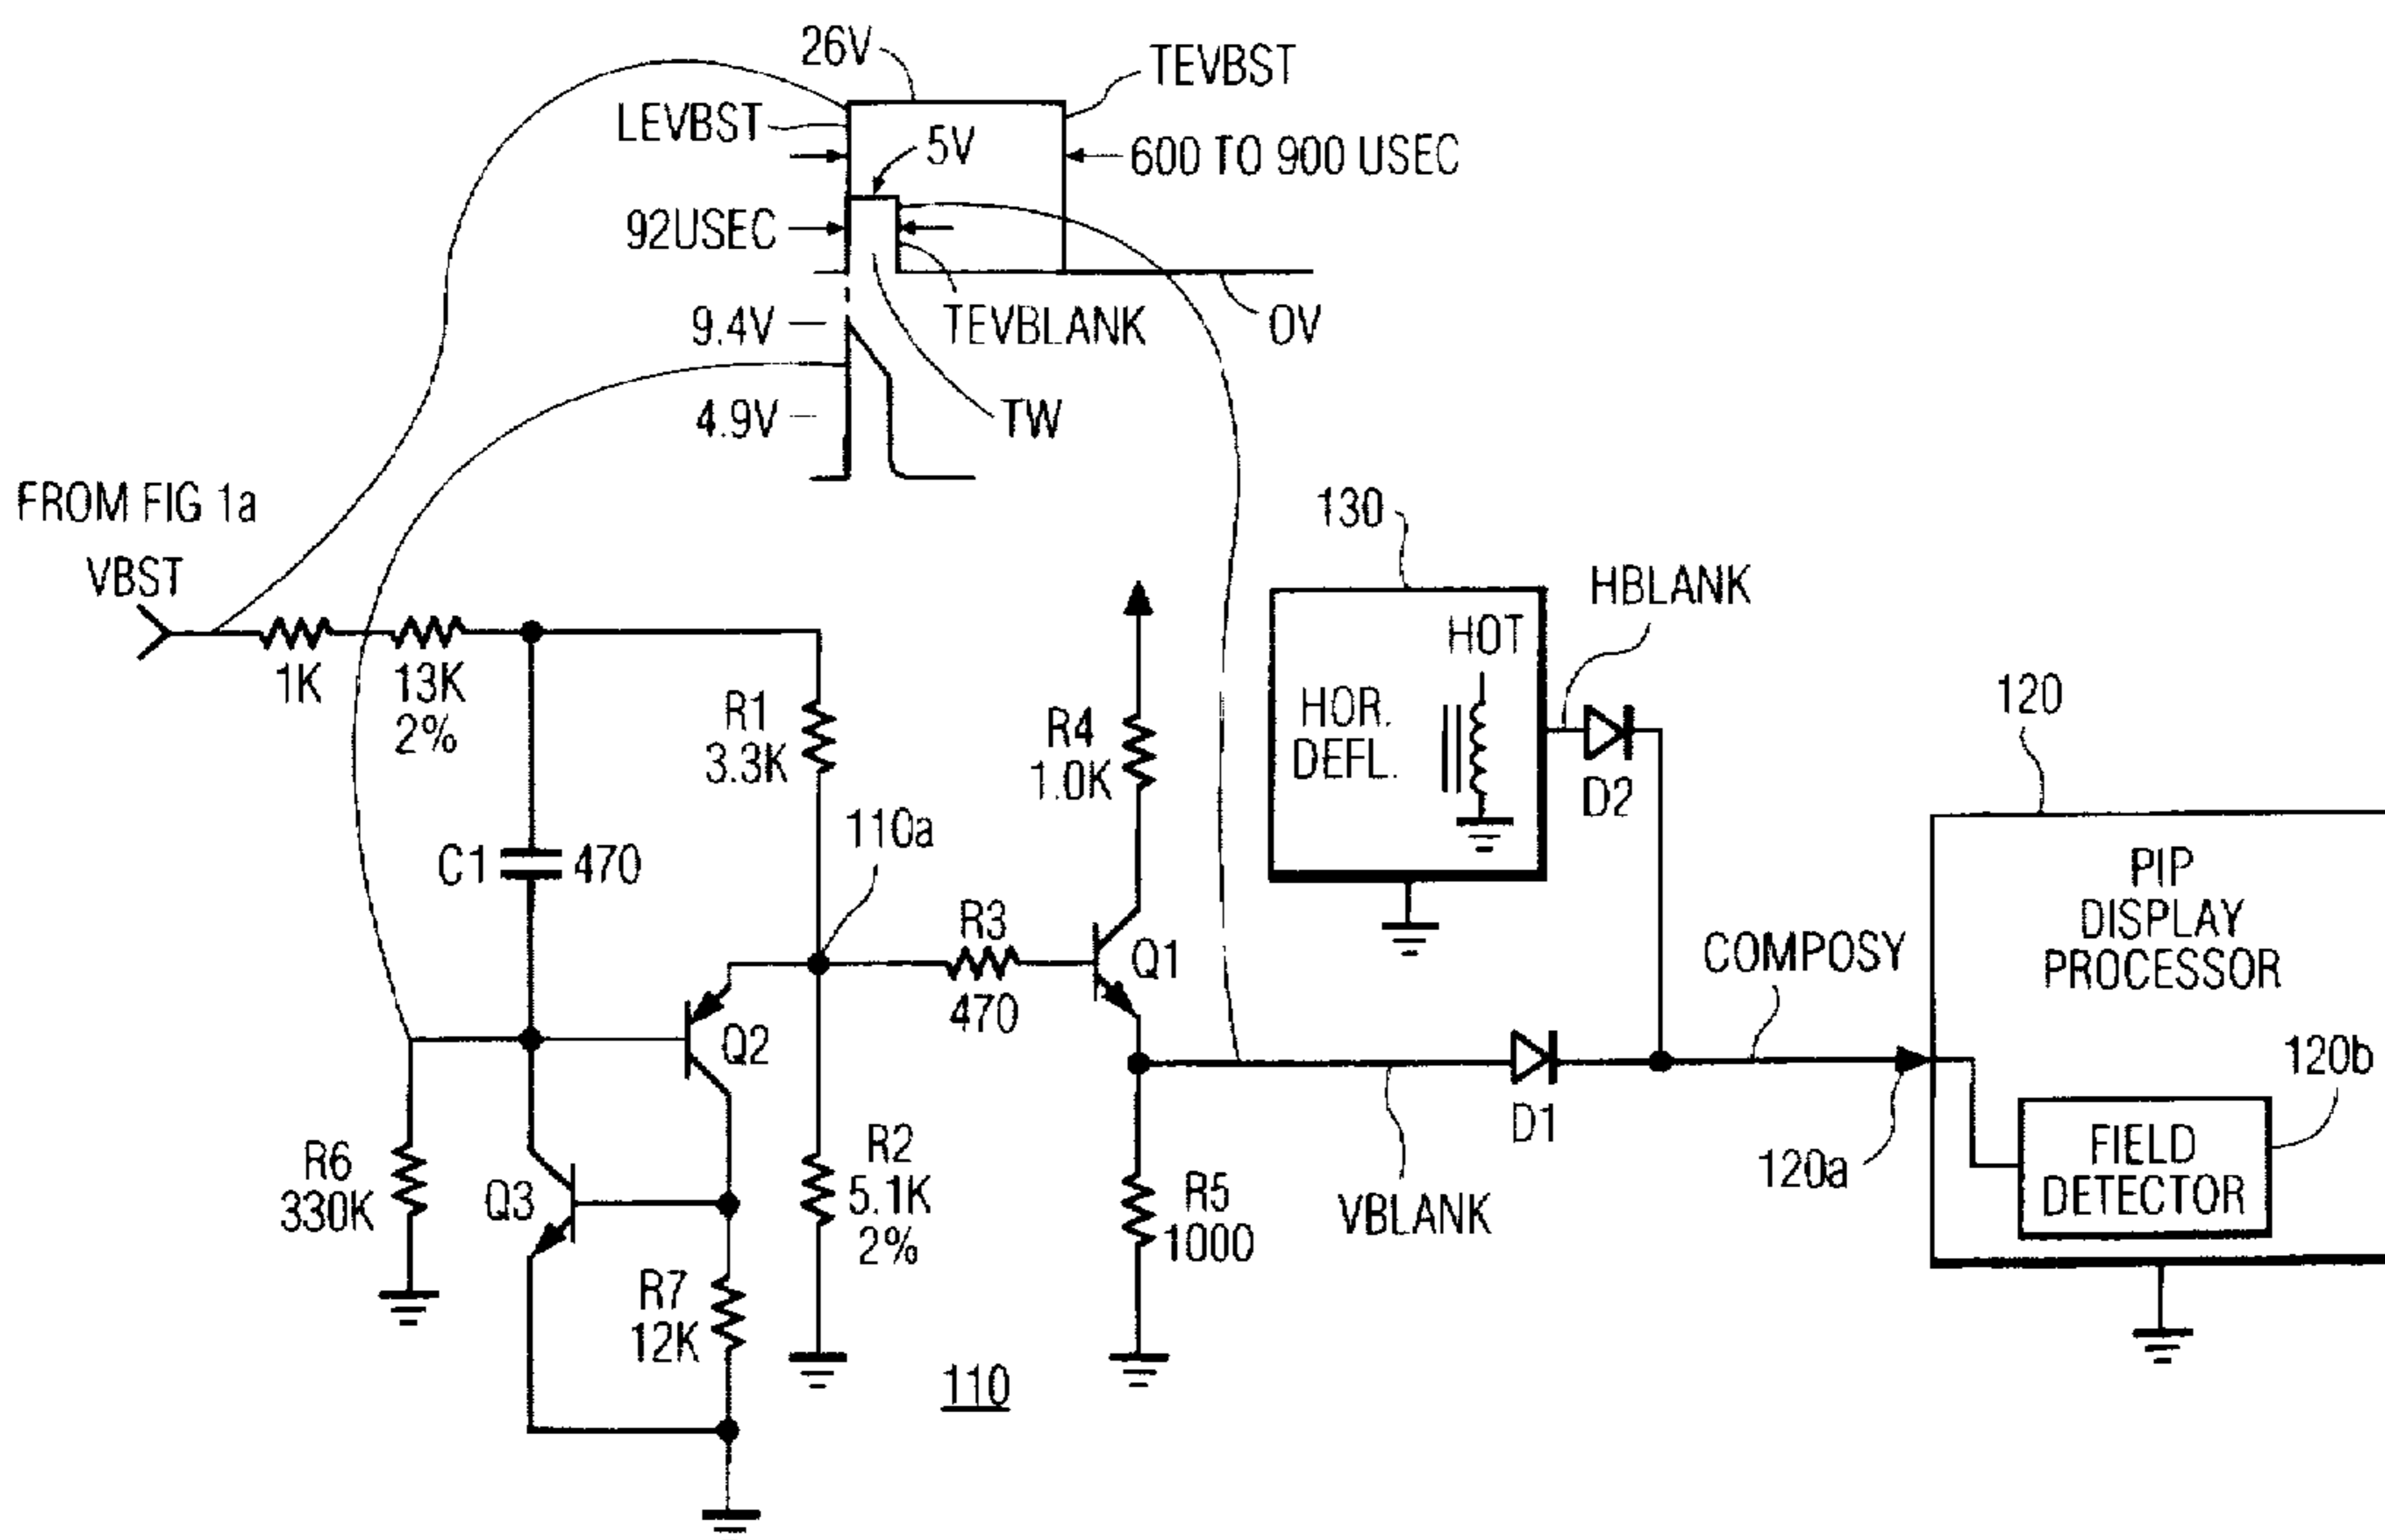 26V
TEVBST
LEVBST
5V
600 TO 900 USEC
92USEC
9.4V
TEVBLANK
0V
4.9V
TW
FROM FIG 1a
VBST
130
HBLANK
1K
13K
2%
R1
3.3K
R4
1.0K
HOT
HOR.
DEFL.
D2
120
C1
470
110a
PIP
DISPLAY
PROCESSOR
R3
470
Q1
COMPOSY
Q2
120b
D1
120a
FIELD
DETECTOR
R6
330K
Q3
R2
5.1K
2%
R5
1000
VBLANK
R7
12K
110